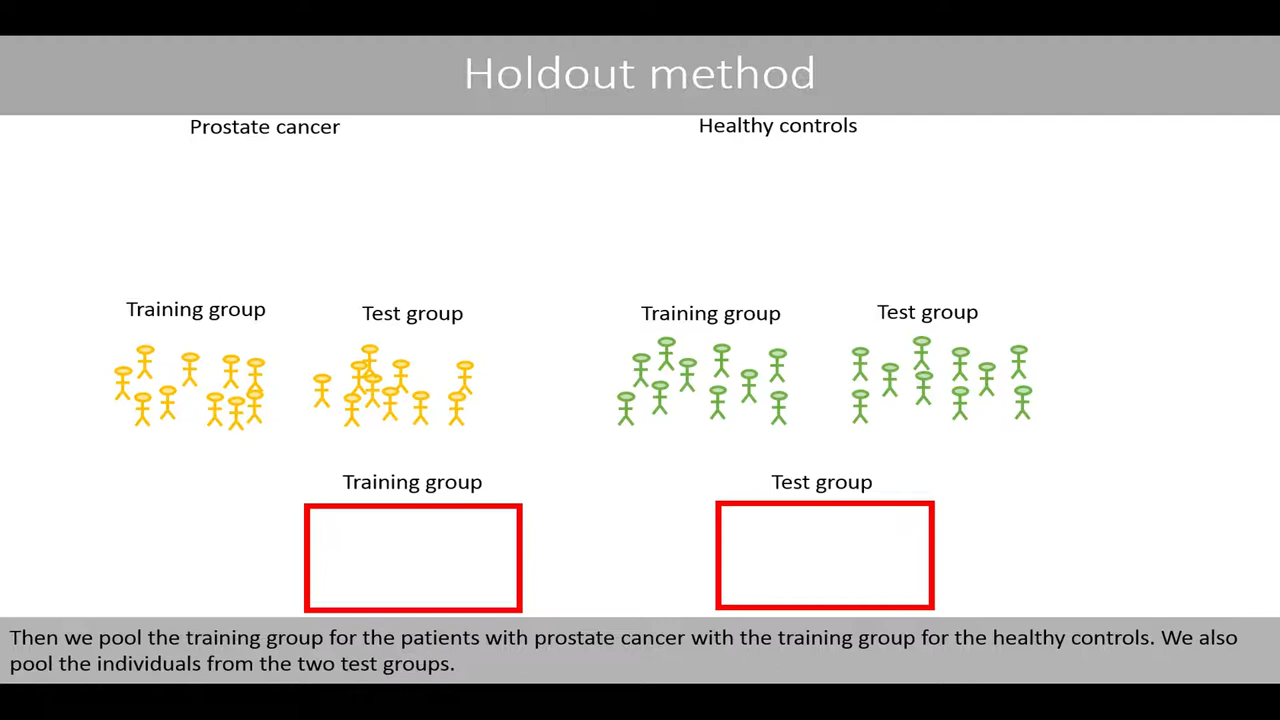 Holdout method
Prostate cancer
Healthy controls
Training group
Test group
Training group
Test group
Training group
Test group
Then we pool the training group for the patients with prostate cancer with the training group for the healthy controls. We also
pool the individuals from the two test groups.